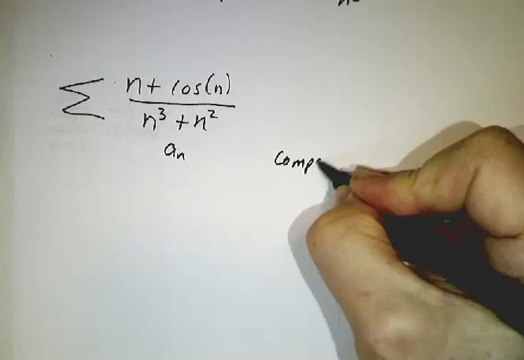 Σ (n + cos(n)) / (n³ + n²)
aₙ
comp